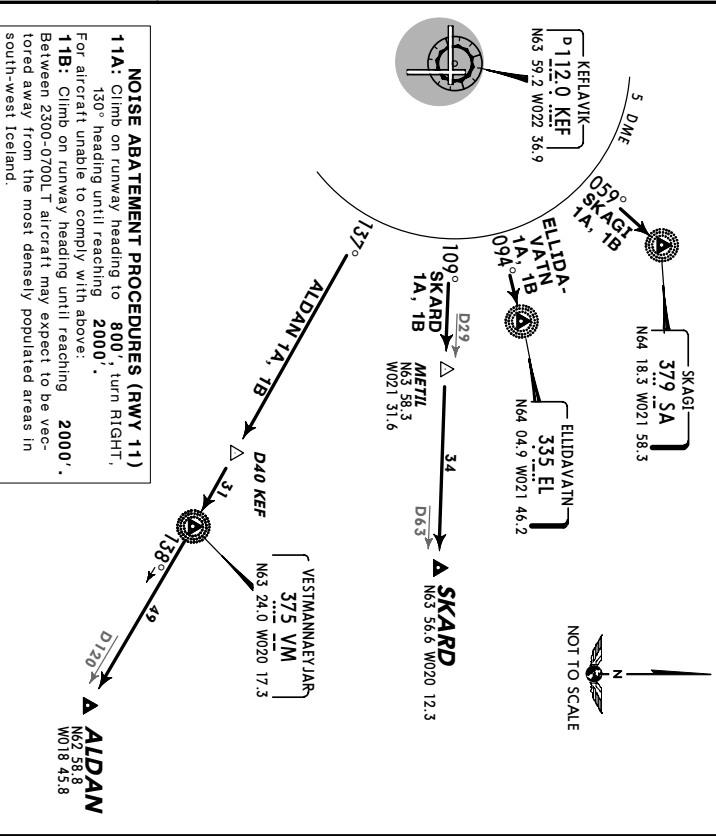 KEFLAVIK
D 112.0 KEF
N63 59.2 W022 36.9
5 DME
059°
SKAGI
1A, 1B
SKAGI
379 SA
N64 18.3 W021 58.3
ELLIDA-
VATN
1A, 1B
094°
ELLIDAVATN
335 EL
N64 04.9 W021 46.2
109°
SKARD
1A, 1B
D29
METIL
N63 58.3
W021 31.6
34
D63
SKARD
N63 56.6 W020 12.3
137°
ALDAN 1A, 1B
D40 KEF
31
VESTMANNAEYJAR
375 VM
N63 24.0 W020 17.3
138°
49
D120
ALDAN
N62 58.8
W018 45.8
N
NOT TO SCALE
NOISE ABATEMENT PROCEDURES (RWY 11)
11A: Climb on runway heading to 800', turn RIGHT,
130° heading until reaching 2000'.
For aircraft unable to comply with above:
11B: Climb on runway heading until reaching 2000'.
Between 2300-0700LT aircraft may expect to be vec-
tored away from the most densely populated areas in
south-west Iceland.